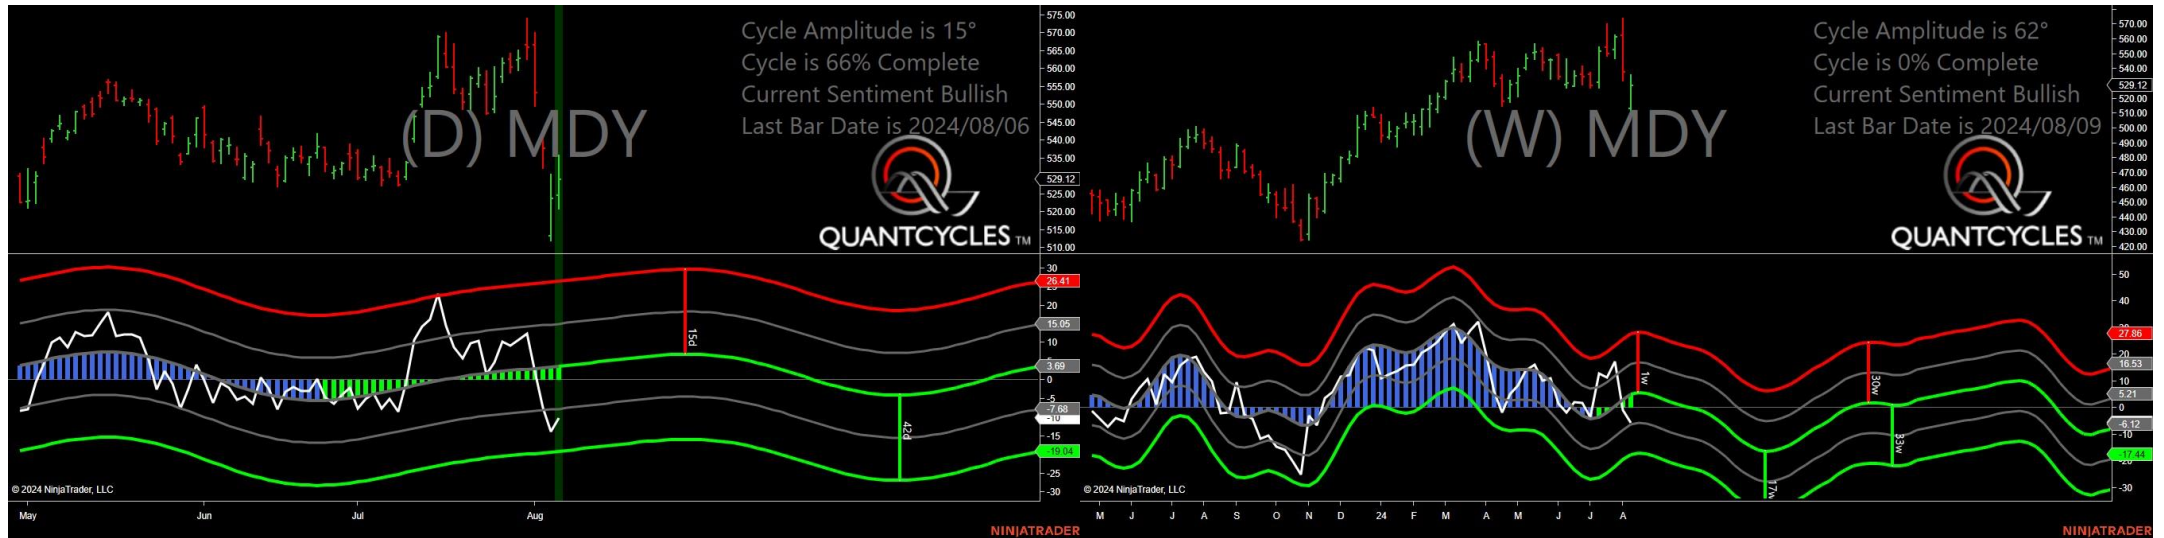 Cycle Amplitude is 15°
Cycle is 66% Complete
Current Sentiment Bullish
Last Bar Date is 2024/08/06
(D) MDY
QUANTCYCLES TM
575.00
570.00
565.00
560.00
555.00
550.00
545.00
540.00
535.00
529.12
525.00
520.00
515.00
510.00
30
26.41
20
15.05
10
3.69
0
-5
-7.68
-10
-15
-19.04
-25
-30
15d
42d
© 2024 NinjaTrader, LLC
May Jun Jul Aug
NINJATRADER
Cycle Amplitude is 62°
Cycle is 0% Complete
Current Sentiment Bullish
Last Bar Date is 2024/08/09
(W) MDY
QUANTCYCLES TM
570.00
560.00
550.00
540.00
529.12
520.00
510.00
500.00
490.00
480.00
470.00
460.00
450.00
440.00
430.00
420.00
50
40
27.86
20
16.53
10
5.21
0
-6.12
-10
-17.44
-30
1w
30w
17w
33w
© 2024 NinjaTrader, LLC
M J J A S O N D 24 F M A M J J A
NINJATRADER